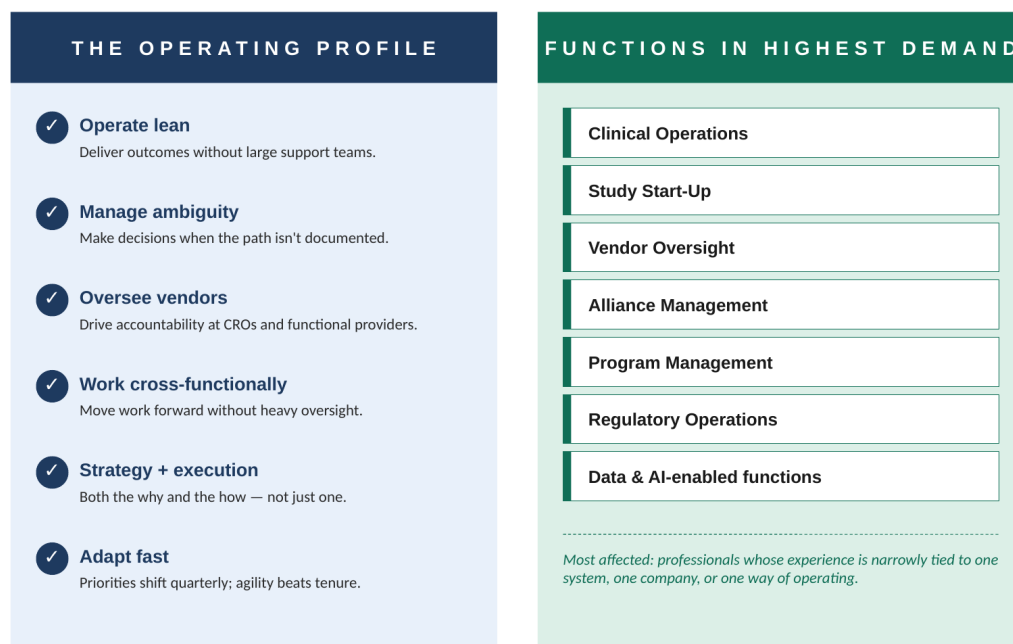 THE OPERATING PROFILE
✓ Operate lean
Deliver outcomes without large support teams.
✓ Manage ambiguity
Make decisions when the path isn't documented.
✓ Oversee vendors
Drive accountability at CROs and functional providers.
✓ Work cross-functionally
Move work forward without heavy oversight.
✓ Strategy + execution
Both the why and the how — not just one.
✓ Adapt fast
Priorities shift quarterly; agility beats tenure.
FUNCTIONS IN HIGHEST DEMAND
Clinical Operations
Study Start-Up
Vendor Oversight
Alliance Management
Program Management
Regulatory Operations
Data & AI-enabled functions
Most affected: professionals whose experience is narrowly tied to one
system, one company, or one way of operating.